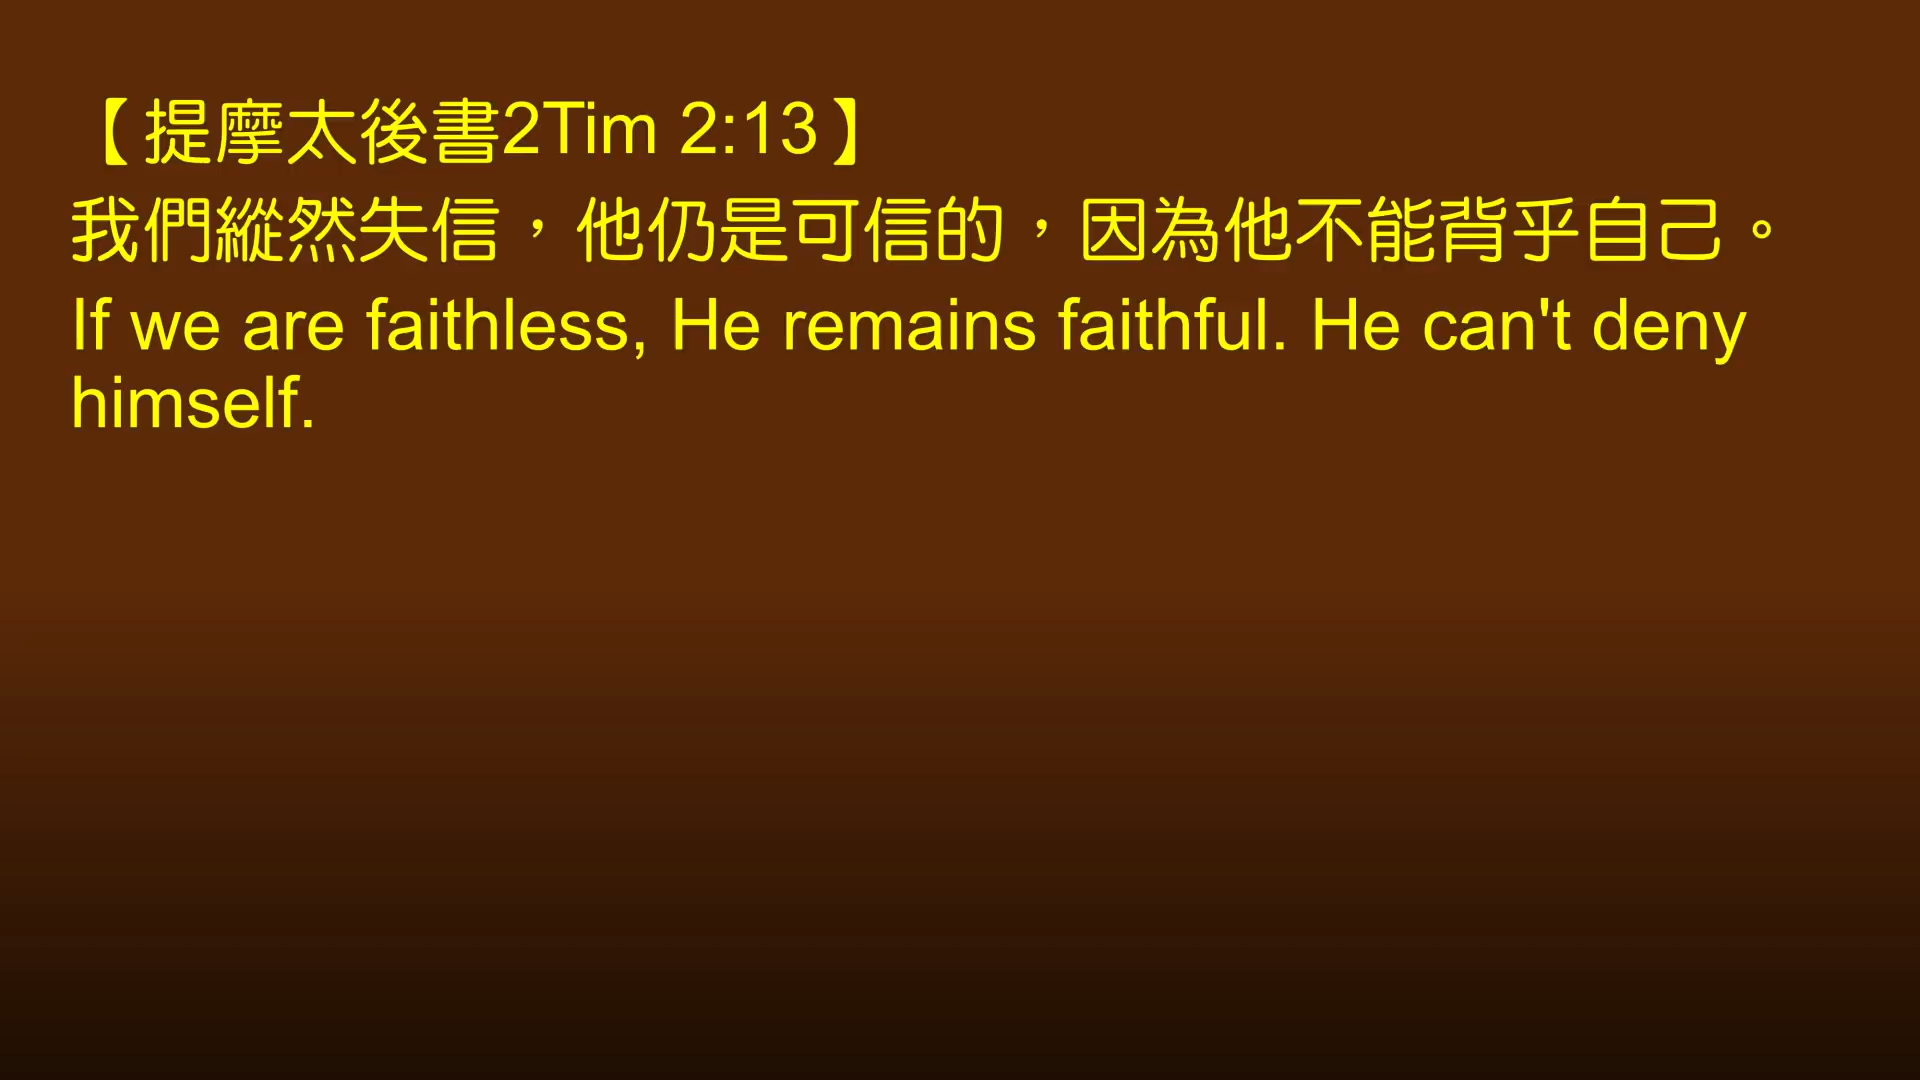 【提摩太後書2Tim 2:13】
我們縱然失信，他仍是可信的，因為他不能背乎自己。
If we are faithless, He remains faithful. He can't deny
himself.